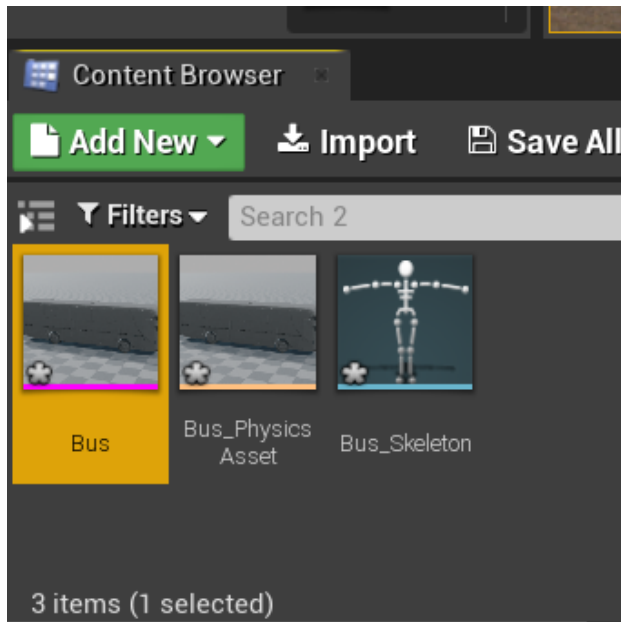 Content Browser
Add New
Import
Save All
Filters
Search 2
Bus
Bus_Physics
Asset
Bus_Skeleton
3 items (1 selected)